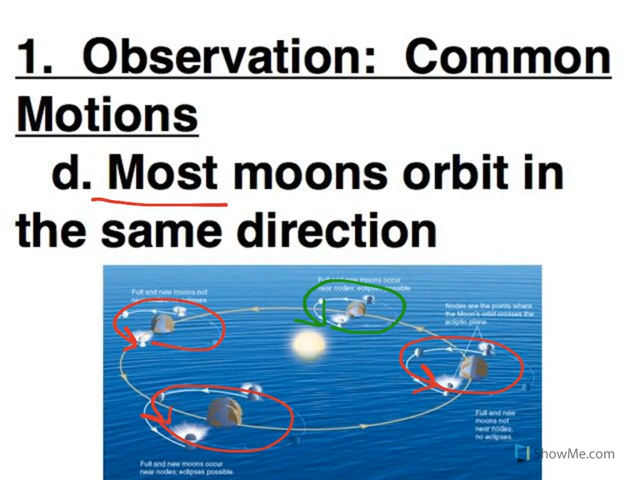 1. Observation: Common
Motions
d. Most moons orbit in
the same direction
Full and new moons not
eclipses.
Full and new moons occur
near nodes; eclipses possible
Nodes are the points where
the Moon's orbit crosses the
ecliptic plane.
Full and new
moons not
near nodes;
no eclipses.
Full and new moons occur
near nodes; eclipses possible.
ShowMe.com